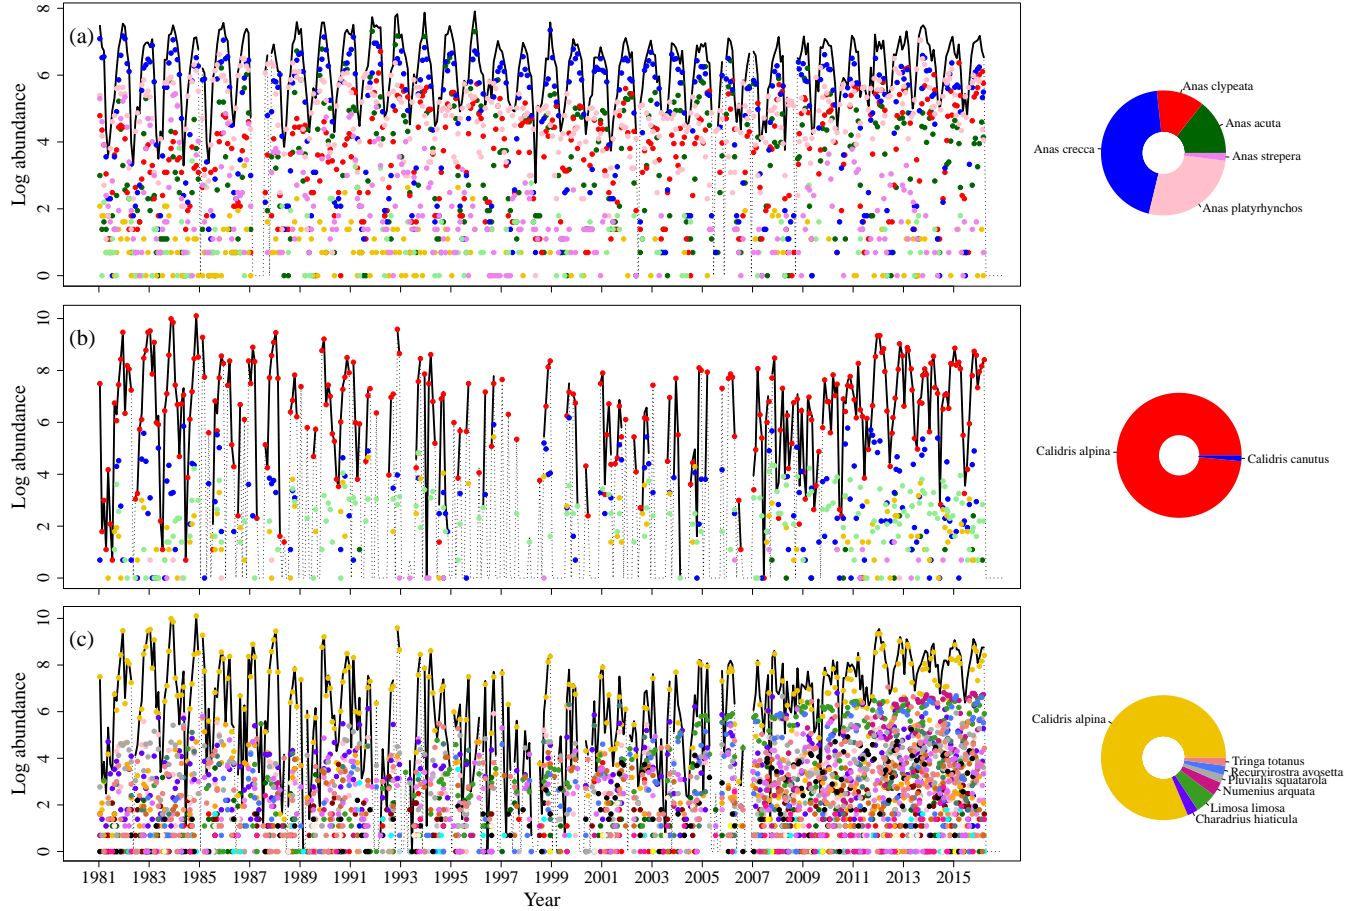 (a)
Log abundance
8
6
4
2
0
Anas clypeata
Anas acuta
Anas crecca
Anas strepera
Anas platyrhynchos
(b)
Log abundance
10
8
6
4
2
0
Calidris alpina
Calidris canutus
(c)
Log abundance
10
8
6
4
2
0
1981 1983 1985 1987 1989 1991 1993 1995 1997 1999 2001 2003 2005 2007 2009 2011 2013 2015
Year
Calidris alpina
Tringa totanus
Recurvirostra avosetta
Pluvialis squatarola
Numenius arquata
Limosa limosa
Charadrius hiaticula